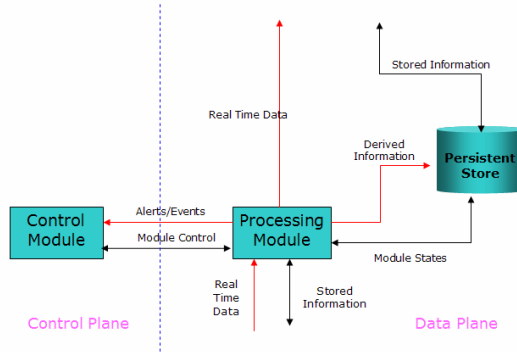 Stored Information
Real Time Data
Derived
Information
Persistent
Store
Alerts/Events
Control
Module
Processing
Module
Module Control
Module States
Real
Time
Data
Stored
Information
Control Plane
Data Plane